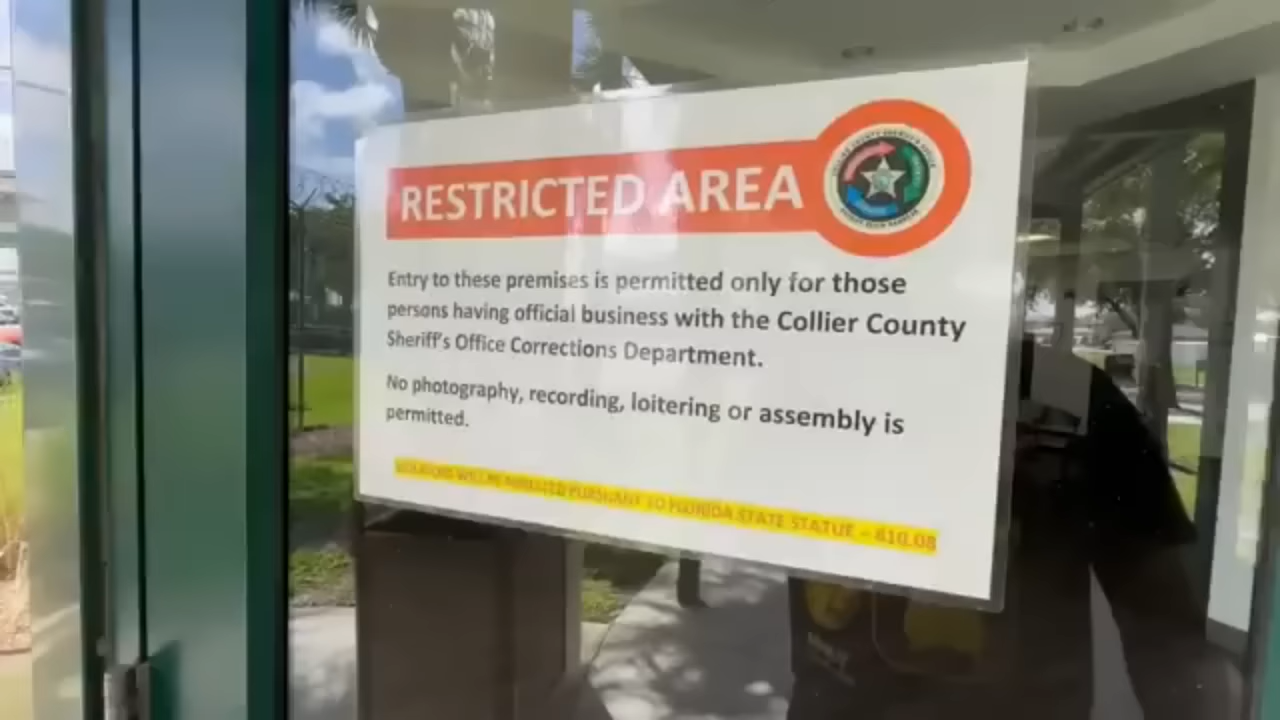 RESTRICTED AREA
Entry to these premises is permitted only for those
persons having official business with the Collier County
Sheriff's Office Corrections Department.
No photography, recording, loitering or assembly is
permitted.
VIOLATORS WILL BE ARRESTED PURSUANT TO FLORIDA STATE STATUE – 810.08